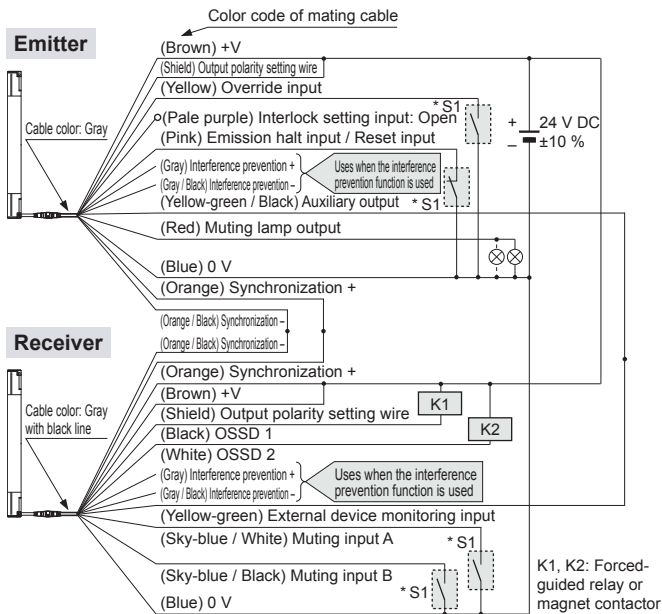 Color code of mating cable
Emitter
(Brown) +V
(Shield) Output polarity setting wire
(Yellow) Override input
* S1
(Pale purple) Interlock setting input: Open
+
24 V DC
–
±10 %
Cable color: Gray
(Pink) Emission halt input / Reset input
(Gray) Interference prevention +
(Gray / Black) Interference prevention –
Uses when the interference
prevention function is used
(Yellow-green / Black) Auxiliary output
* S1
(Red) Muting lamp output
(Blue) 0 V
(Orange) Synchronization +
(Orange / Black) Synchronization –
(Orange / Black) Synchronization –
Receiver
(Orange) Synchronization +
(Brown) +V
Cable color: Gray
with black line
(Shield) Output polarity setting wire
K1
(Black) OSSD 1
K2
(White) OSSD 2
(Gray) Interference prevention +
(Gray / Black) Interference prevention –
Uses when the interference
prevention function is used
(Yellow-green) External device monitoring input
(Sky-blue / White) Muting input A
* S1
(Sky-blue / Black) Muting input B
* S1
(Blue) 0 V
K1, K2: Forced-
guided relay or
magnet contactor